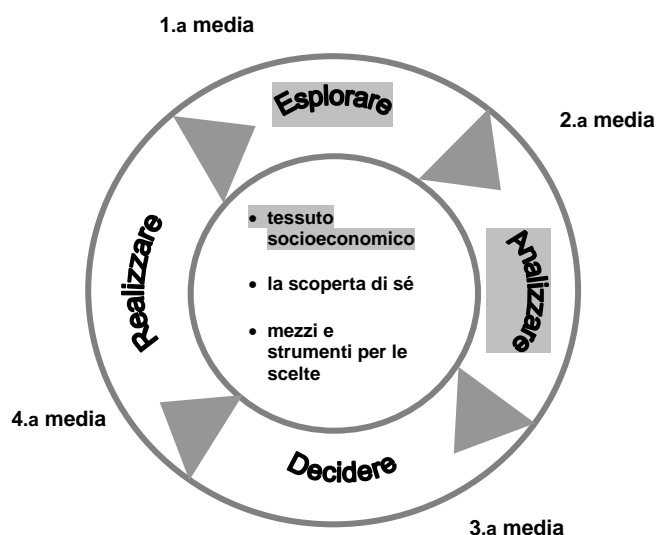 1.a media
Esplorare
2.a media
• tessuto
socioeconomico
Analizzare
Realizzare
• la scoperta di sé
• mezzi e
strumenti per le
scelte
4.a media
Decidere
3.a media